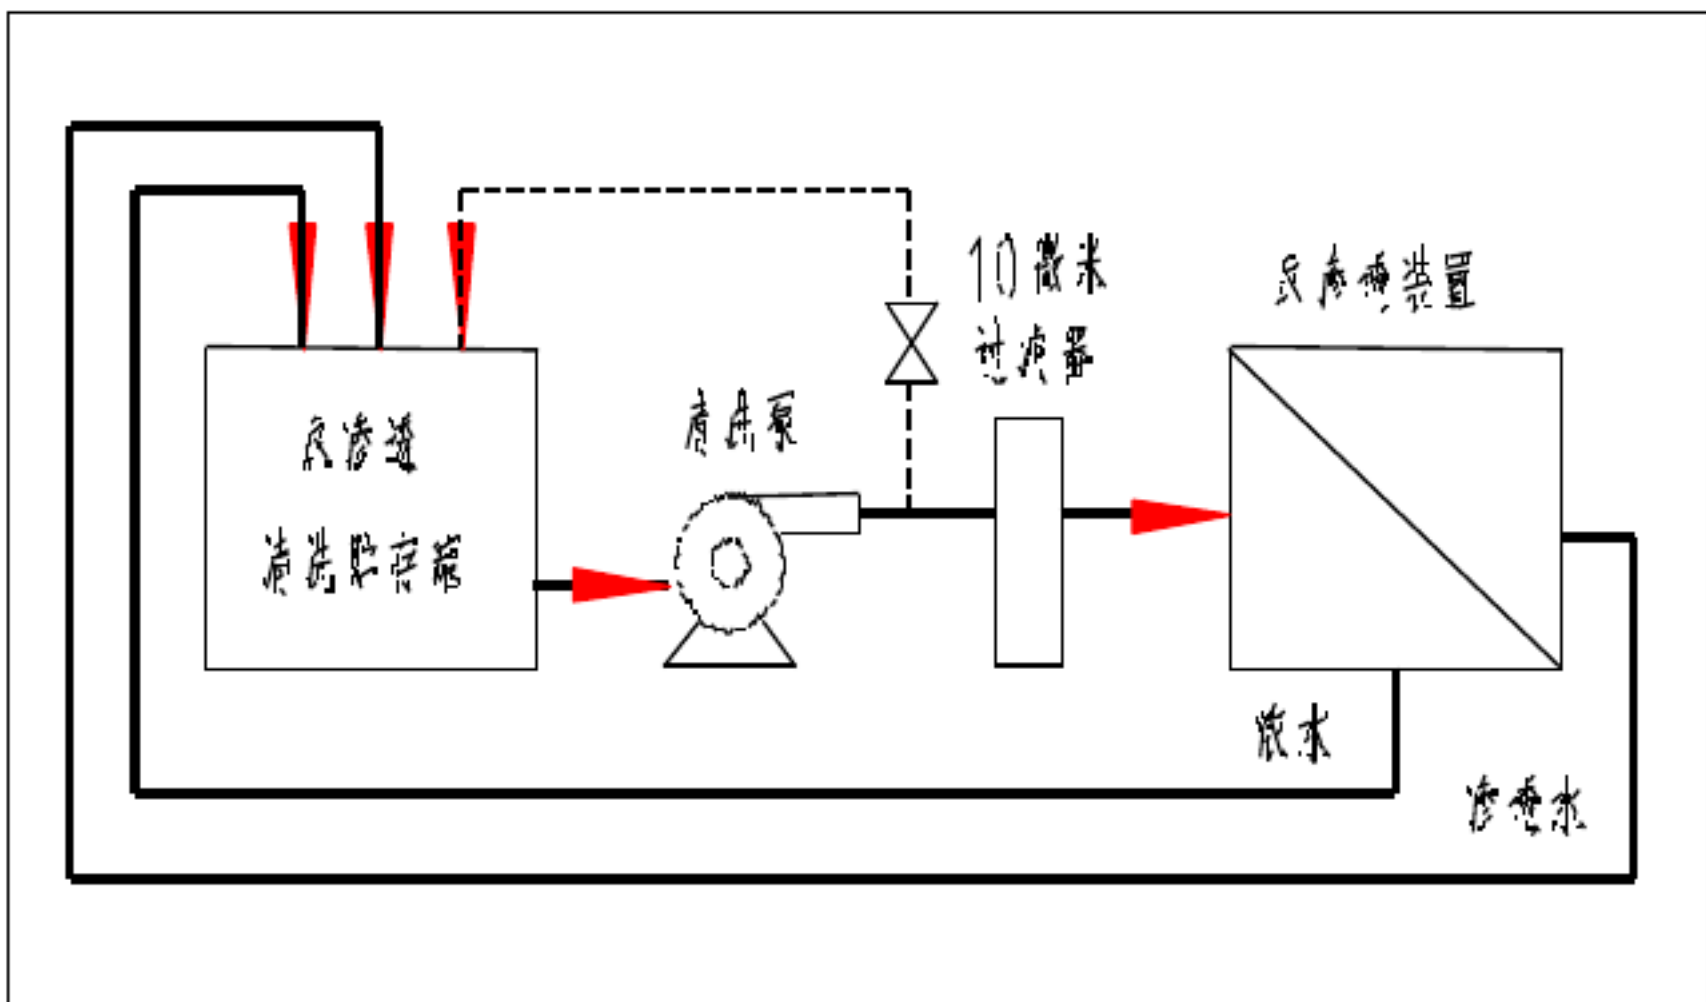 反渗透
清洗贮存箱
清洗泵
10微米
过滤器
反渗透装置
浓水
渗透水